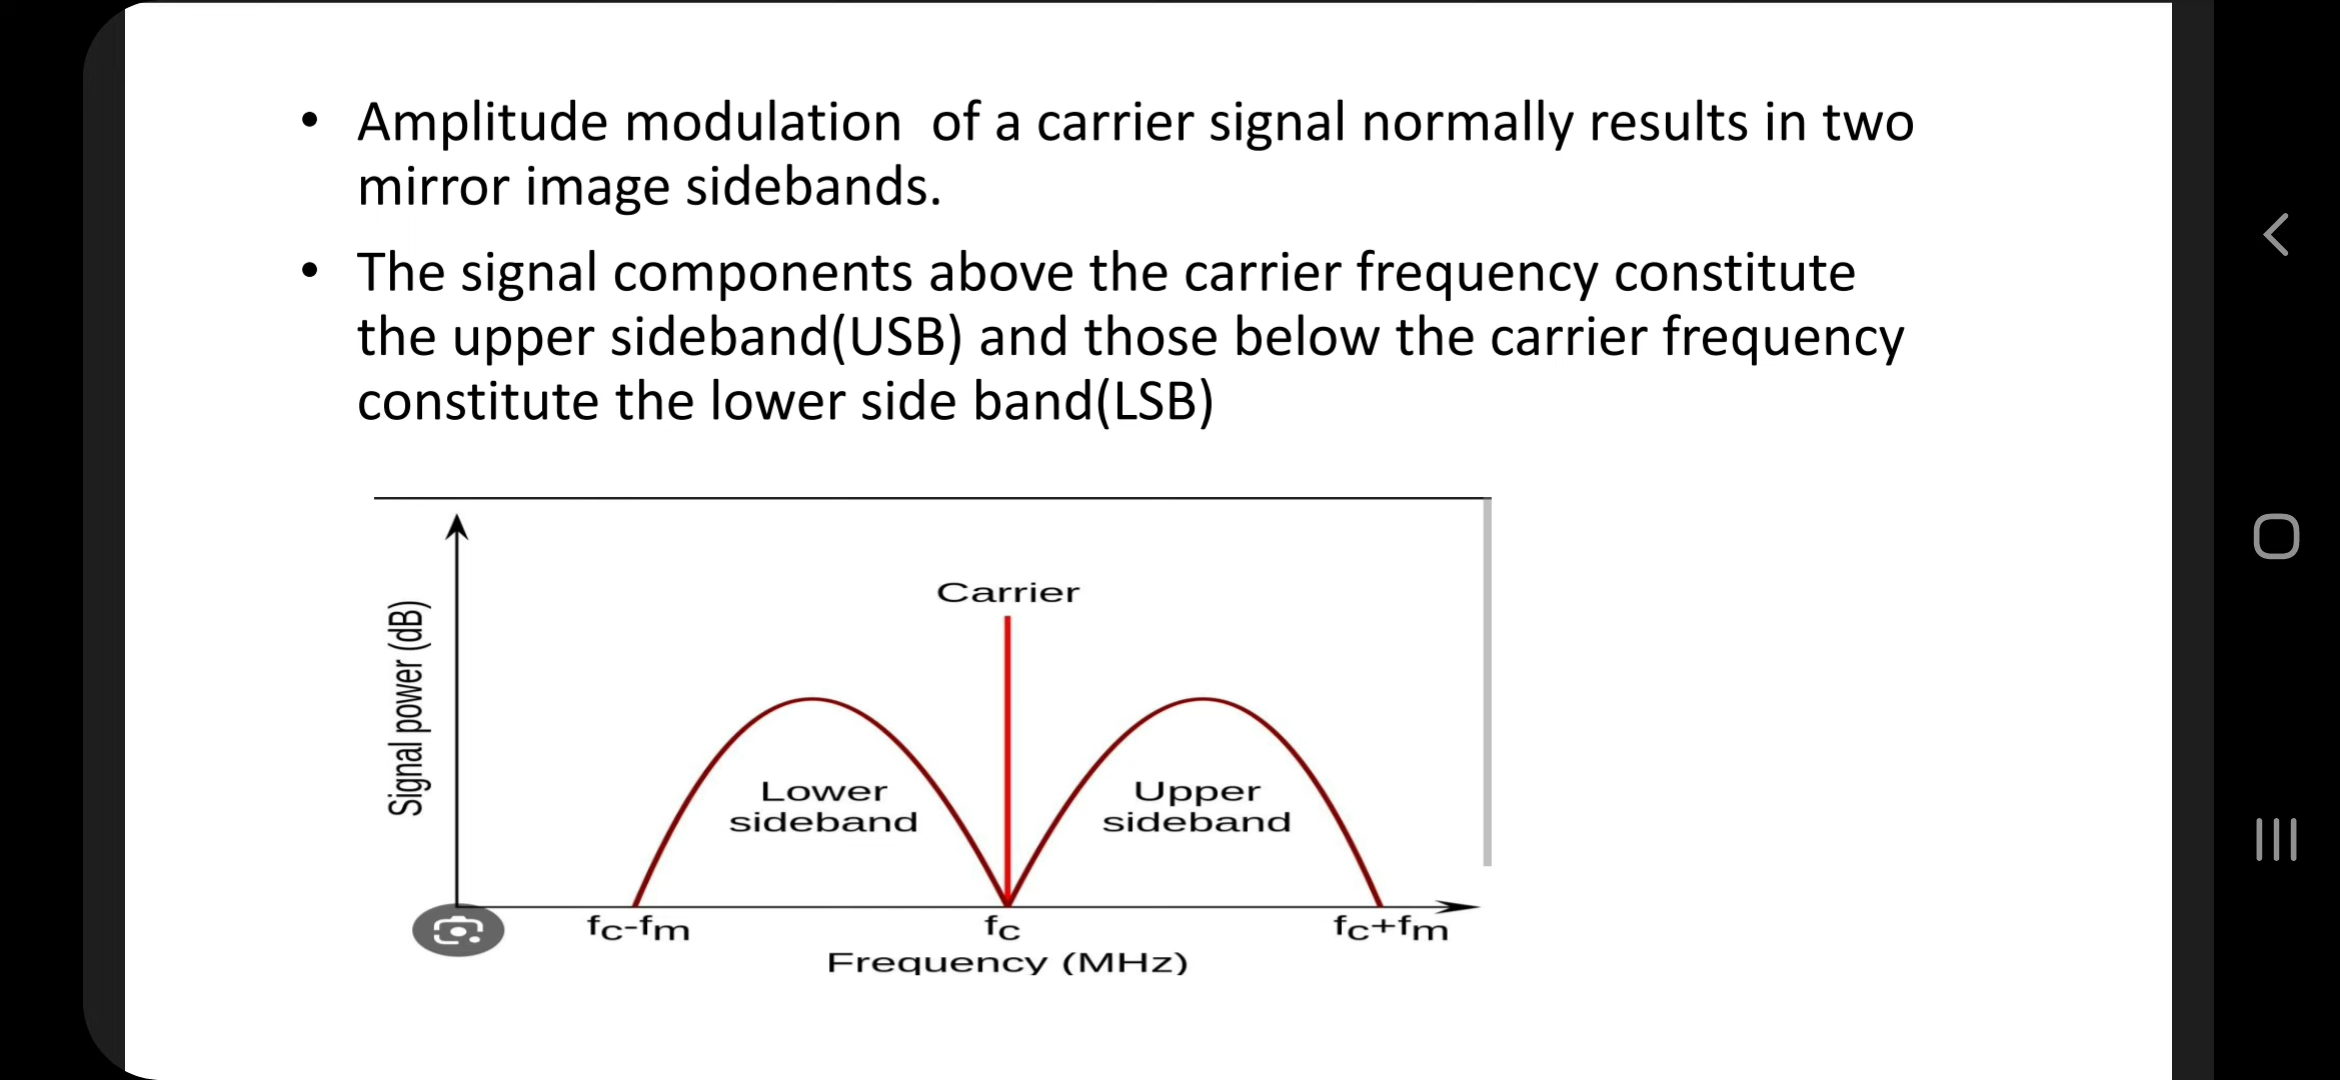 • Amplitude modulation  of a carrier signal normally results in two
mirror image sidebands.
• The signal components above the carrier frequency constitute
the upper sideband(USB) and those below the carrier frequency
constitute the lower side band(LSB)
Signal power (dB)
Carrier
Lower
sideband
Upper
sideband
fc-fm
fc
fc+fm
Frequency (MHz)